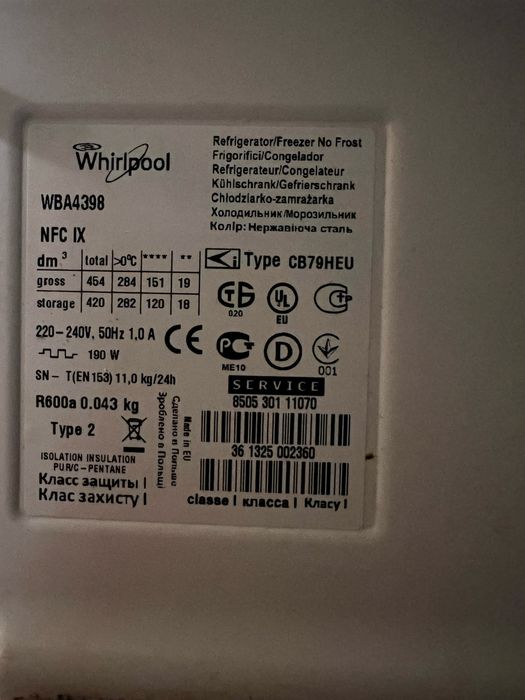 Whirlpool
WBA4398
NFC IX
Refrigerator/Freezer No Frost
Frigorifici/Congelador
Refrigerateur/Congelateur
Kühlschrank/Gefrierschrank
Chłodziarko-zamrażarka
Холодильник/Морозильник
Колір: Нержавіюча сталь
dm³ total >0°C **** **
gross 454 284 151 19
storage 420 282 120 18
Type CB79HEU
020
UL
EU
220-240V, 50Hz 1,0 A
CE
190 W
PC
ME10
D
001
SN - T(EN153) 11,0 kg/24h
SERVICE
8505 301 11070
R600a 0.043 kg
Type 2
Made in EU
Сделано в Польше
Зроблено в Польщі
36 1325 002360
ISOLATION INSULATION
PUR/C-PENTANE
Класс защиты I
Клас захисту I
classe I класса I Класу I